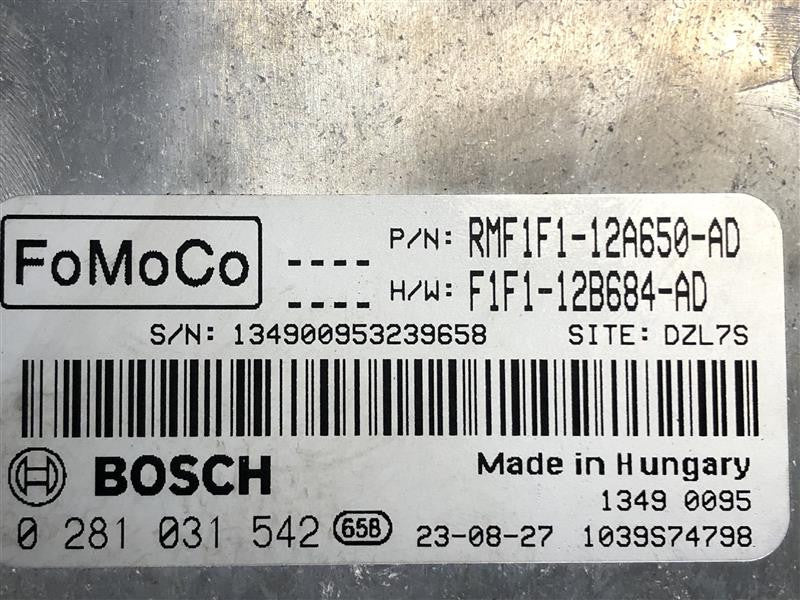 FoMoCo
---- P/N: RMF1F1-12A650-AD
---- H/W: F1F1-12B684-AD
S/N: 134900953239658 SITE: DZL7S
BOSCH Made in Hungary
1349 0095
0 281 031 542 65B 23-08-27 1039S74798